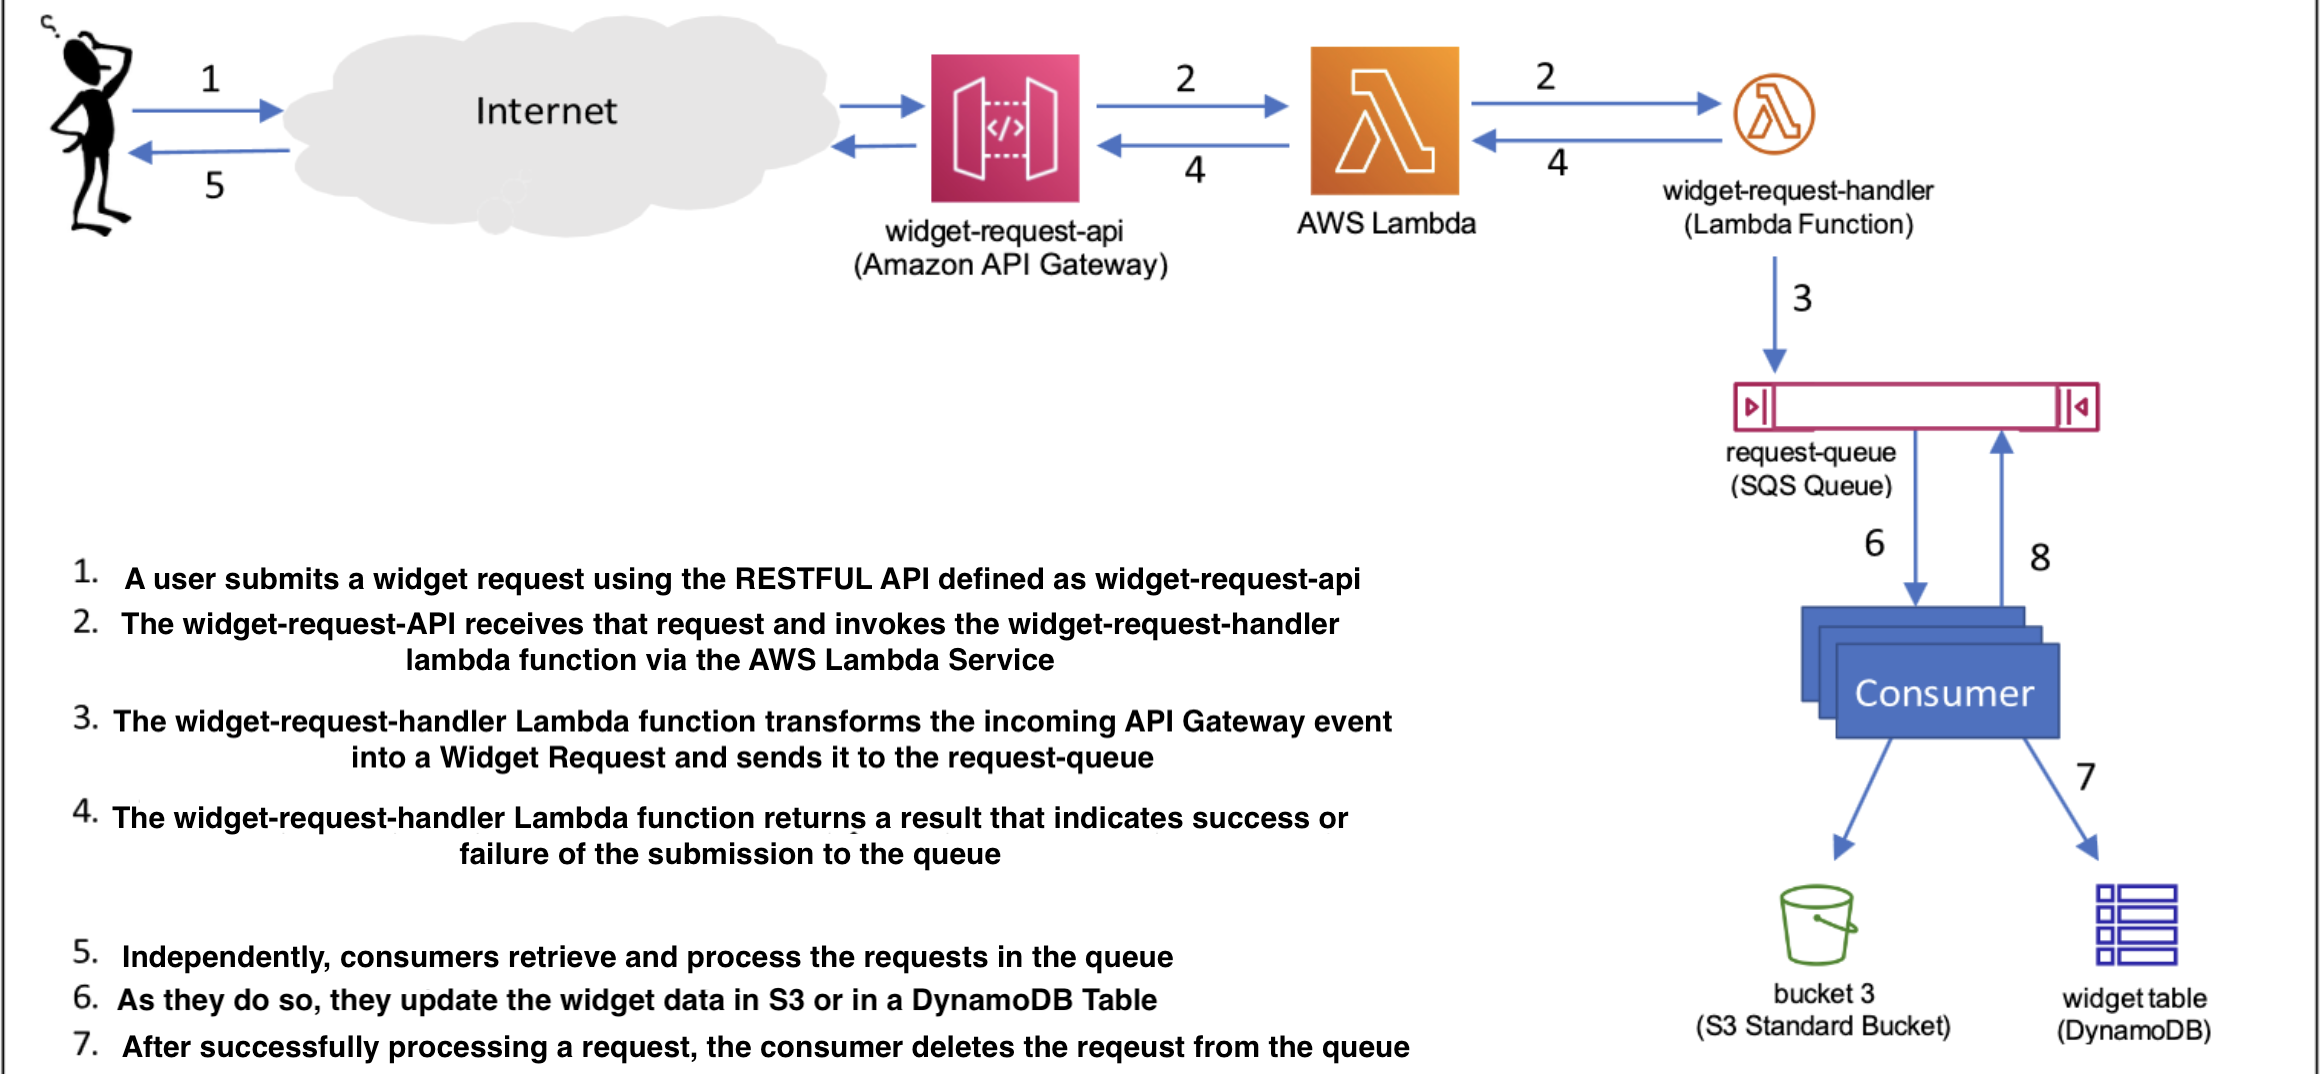 ?
1
Internet
2
2
5
4
4
</>
widget-request-api
(Amazon API Gateway)
AWS Lambda
widget-request-handler
(Lambda Function)
3
request-queue
(SQS Queue)
6
8
Consumer
7
bucket 3
(S3 Standard Bucket)
widget table
(DynamoDB)
1. A user submits a widget request using the RESTFUL API defined as widget-request-api
2. The widget-request-API receives that request and invokes the widget-request-handler
lambda function via the AWS Lambda Service
3. The widget-request-handler Lambda function transforms the incoming API Gateway event
into a Widget Request and sends it to the request-queue
4. The widget-request-handler Lambda function returns a result that indicates success or
failure of the submission to the queue
5. Independently, consumers retrieve and process the requests in the queue
6. As they do so, they update the widget data in S3 or in a DynamoDB Table
7. After successfully processing a request, the consumer deletes the reqeust from the queue